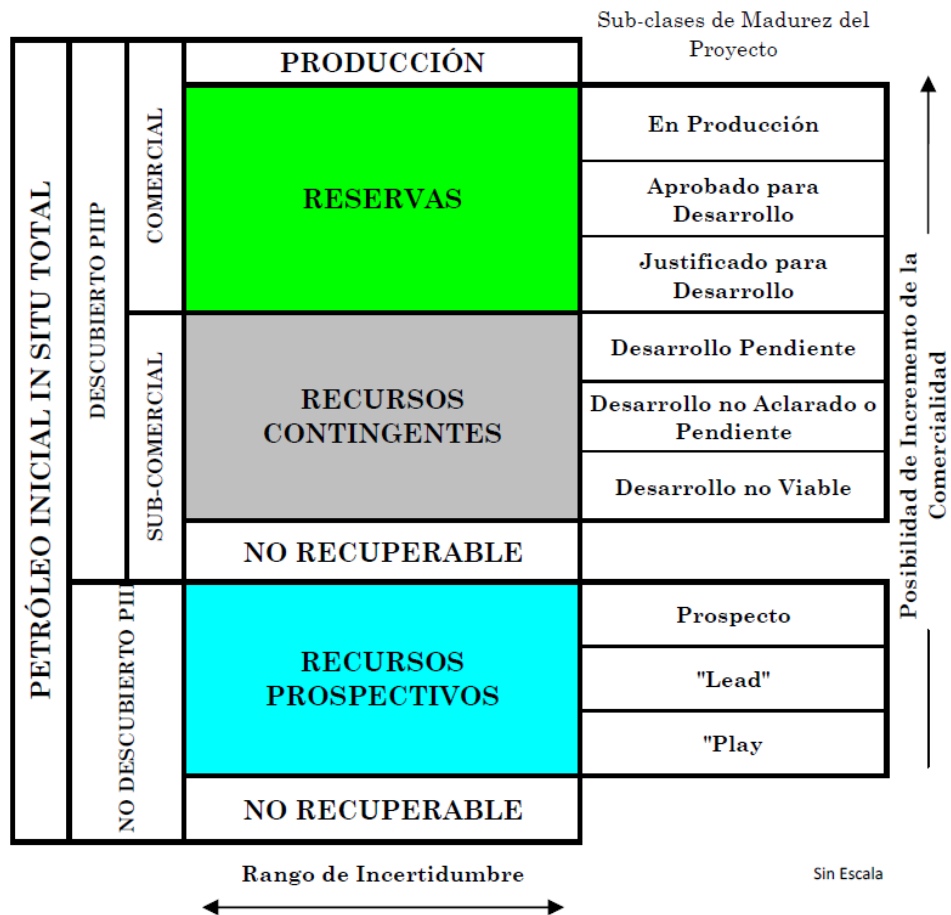 Sub-clases de Madurez del
Proyecto
PETRÓLEO INICIAL IN SITU TOTAL
DESCUBIERTO PIIP
COMERCIAL
PRODUCCIÓN
RESERVAS
En Producción
Aprobado para
Desarrollo
Justificado para
Desarrollo
SUB-COMERCIAL
RECURSOS
CONTINGENTES
Desarrollo Pendiente
Desarrollo no Aclarado o
Pendiente
Desarrollo no Viable
NO RECUPERABLE
NO DESCUBIERTO PIIP
RECURSOS
PROSPECTIVOS
Prospecto
"Lead"
"Play
NO RECUPERABLE
Posibilidad de Incremento de la
Comercialidad
Rango de Incertidumbre
Sin Escala